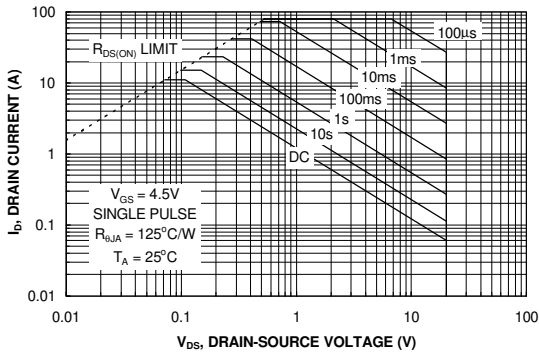 100
10
1
0.1
0.01
I_D, DRAIN CURRENT (A)
R_DS(ON) LIMIT
100µs
1ms
10ms
100ms
1s
10s
DC
V_GS = 4.5V
SINGLE PULSE
R_θJA = 125°C/W
T_A = 25°C
0.01
0.1
1
10
100
V_DS, DRAIN-SOURCE VOLTAGE (V)